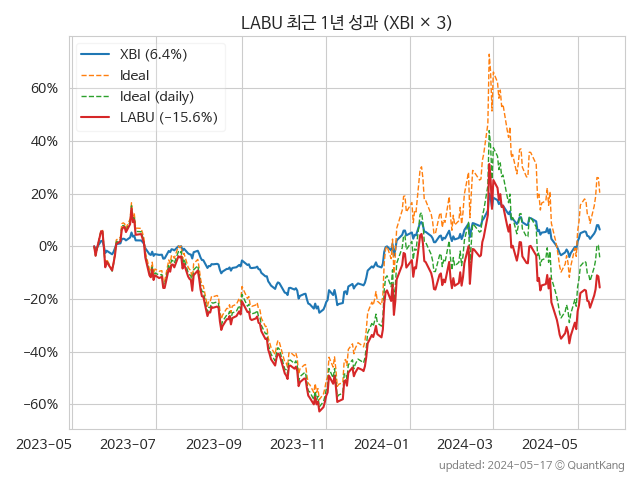 LABU 최근 1년 성과 (XBI × 3)
XBI (6.4%)
Ideal
Ideal (daily)
LABU (−15.6%)
60%
40%
20%
0%
−20%
−40%
−60%
2023-05 2023-07 2023-09 2023-11 2024-01 2024-03 2024-05
updated: 2024-05-17 © QuantKang